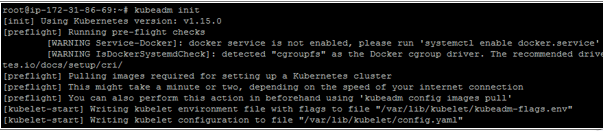 root@ip-172-31-86-69:~# kubeadm init
[init] Using Kubernetes version: v1.15.0
[preflight] Running pre-flight checks
[WARNING Service-Docker]: docker service is not enabled, please run 'systemctl enable docker.service'
[WARNING IsDockerSystemdCheck]: detected "cgroupfs" as the Docker cgroup driver. The recommended drive
tes.io/docs/setup/cri/
[preflight] Pulling images required for setting up a Kubernetes cluster
[preflight] This might take a minute or two, depending on the speed of your internet connection
[preflight] You can also perform this action in beforehand using 'kubeadm config images pull'
[kubelet-start] Writing kubelet environment file with flags to file "/var/lib/kubelet/kubeadm-flags.env"
[kubelet-start] Writing kubelet configuration to file "/var/lib/kubelet/config.yaml"